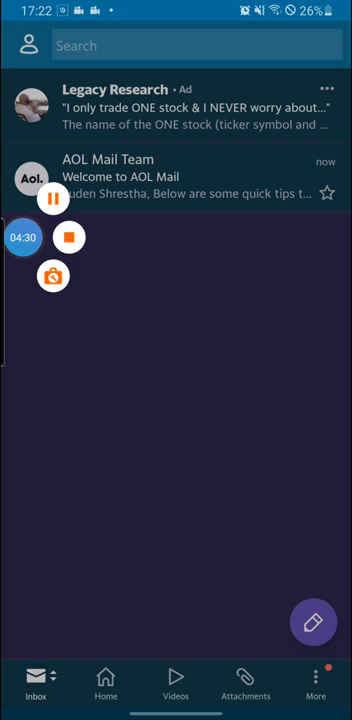 17:22 26%
Search
Legacy Research • Ad
"I only trade ONE stock & I NEVER worry about..."
The name of the ONE stock (ticker symbol and ...
AOL Mail Team now
Aol. Welcome to AOL Mail
uden Shrestha, Below are some quick tips t...
04:30
Inbox Home Videos Attachments More